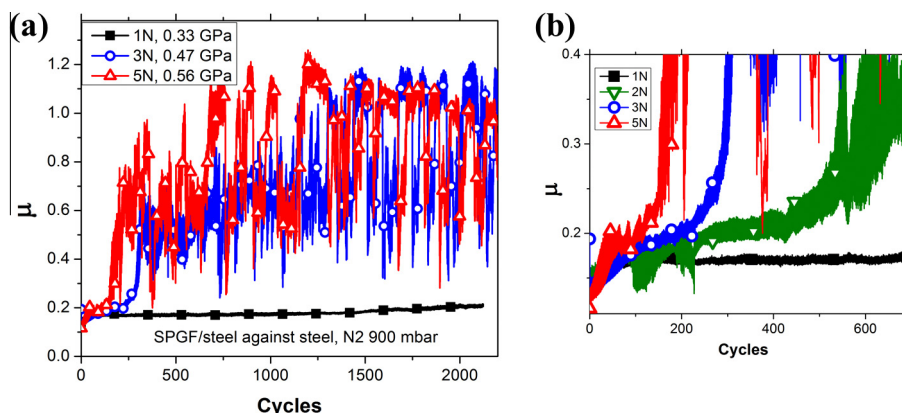 (a)
1N, 0.33 GPa
3N, 0.47 GPa
5N, 0.56 GPa
1.2
1.0
0.8
0.6
0.4
0.2
0.0
μ
SPGF/steel against steel, N2 900 mbar
0
500
1000
1500
2000
Cycles
(b)
0.4
0.3
0.2
μ
1N
2N
3N
5N
0
200
400
600
Cycles